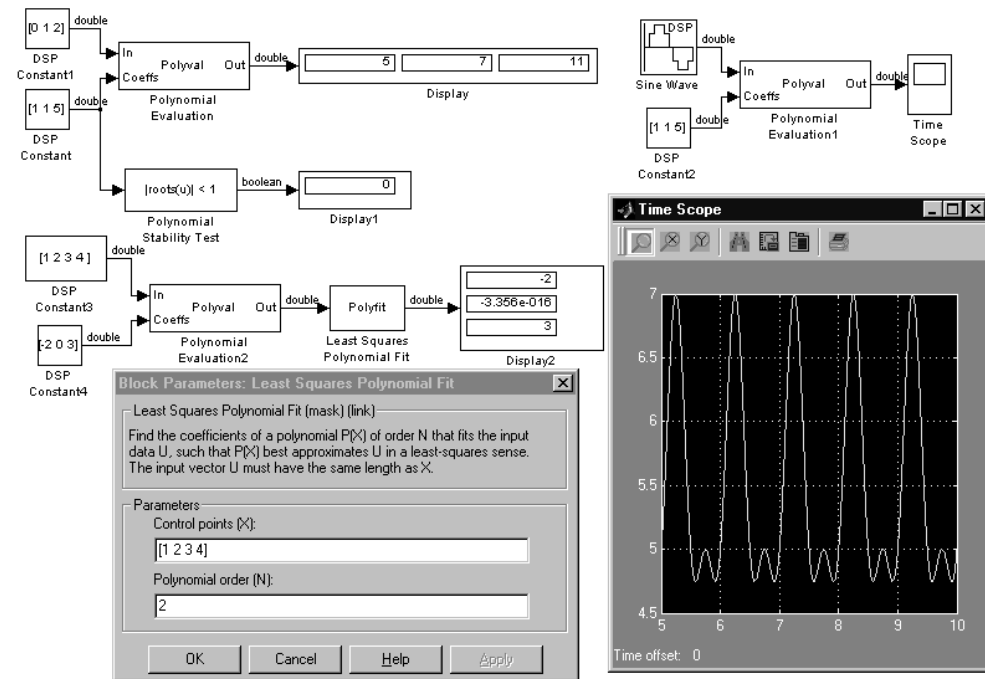 [0 1 2]
double
DSP
Constant1
In
Coeffs
Polyval
Out
Polynomial
Evaluation
double
5
7
11
Display
[1 1 5]
double
DSP
Constant
|roots(u)| < 1
Polynomial
Stability Test
boolean
0
Display1
DSP
Sine Wave
double
[1 1 5]
double
DSP
Constant2
In
Coeffs
Polyval
Out
Polynomial
Evaluation1
double
Time
Scope
[1 2 3 4]
double
DSP
Constant3
[-2 0 3]
double
DSP
Constant4
In
Coeffs
Polyval
Out
Polynomial
Evaluation2
double
Polyfit
Least Squares
Polynomial Fit
double
-2
-3.356e-016
3
Display2
Block Parameters: Least Squares Polynomial Fit
Least Squares Polynomial Fit (mask) (link)
Find the coefficients of a polynomial P(X) of order N that fits the input
data U, such that P(X) best approximates U in a least-squares sense.
The input vector U must have the same length as X.
Parameters
Control points (X):
[1 2 3 4]
Polynomial order (N):
2
OK
Cancel
Help
Apply
Time Scope
7
6.5
6
5.5
5
4.5
5
6
7
8
9
10
Time offset: 0